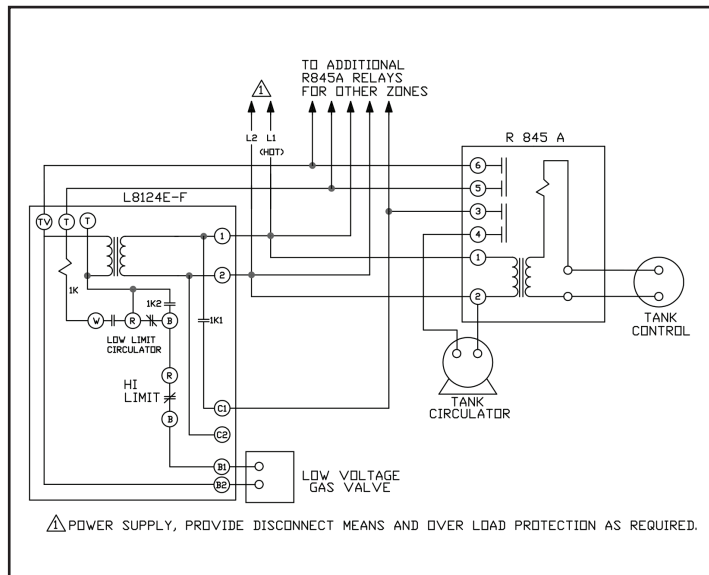 TO ADDITIONAL
R845A RELAYS
FOR OTHER ZONES
1
L2 L1
(HOT)
R 845 A
6
5
3
4
1
2
TANK
CONTROL
TANK
CIRCULATOR
L8124E-F
TV T T
1
2
1K
1K2
1K1
W R B
LOW LIMIT
CIRCULATOR
R
HI
LIMIT
B
C1
C2
B1
B2
LOW VOLTAGE
GAS VALVE
1 POWER SUPPLY, PROVIDE DISCONNECT MEANS AND OVER LOAD PROTECTION AS REQUIRED.